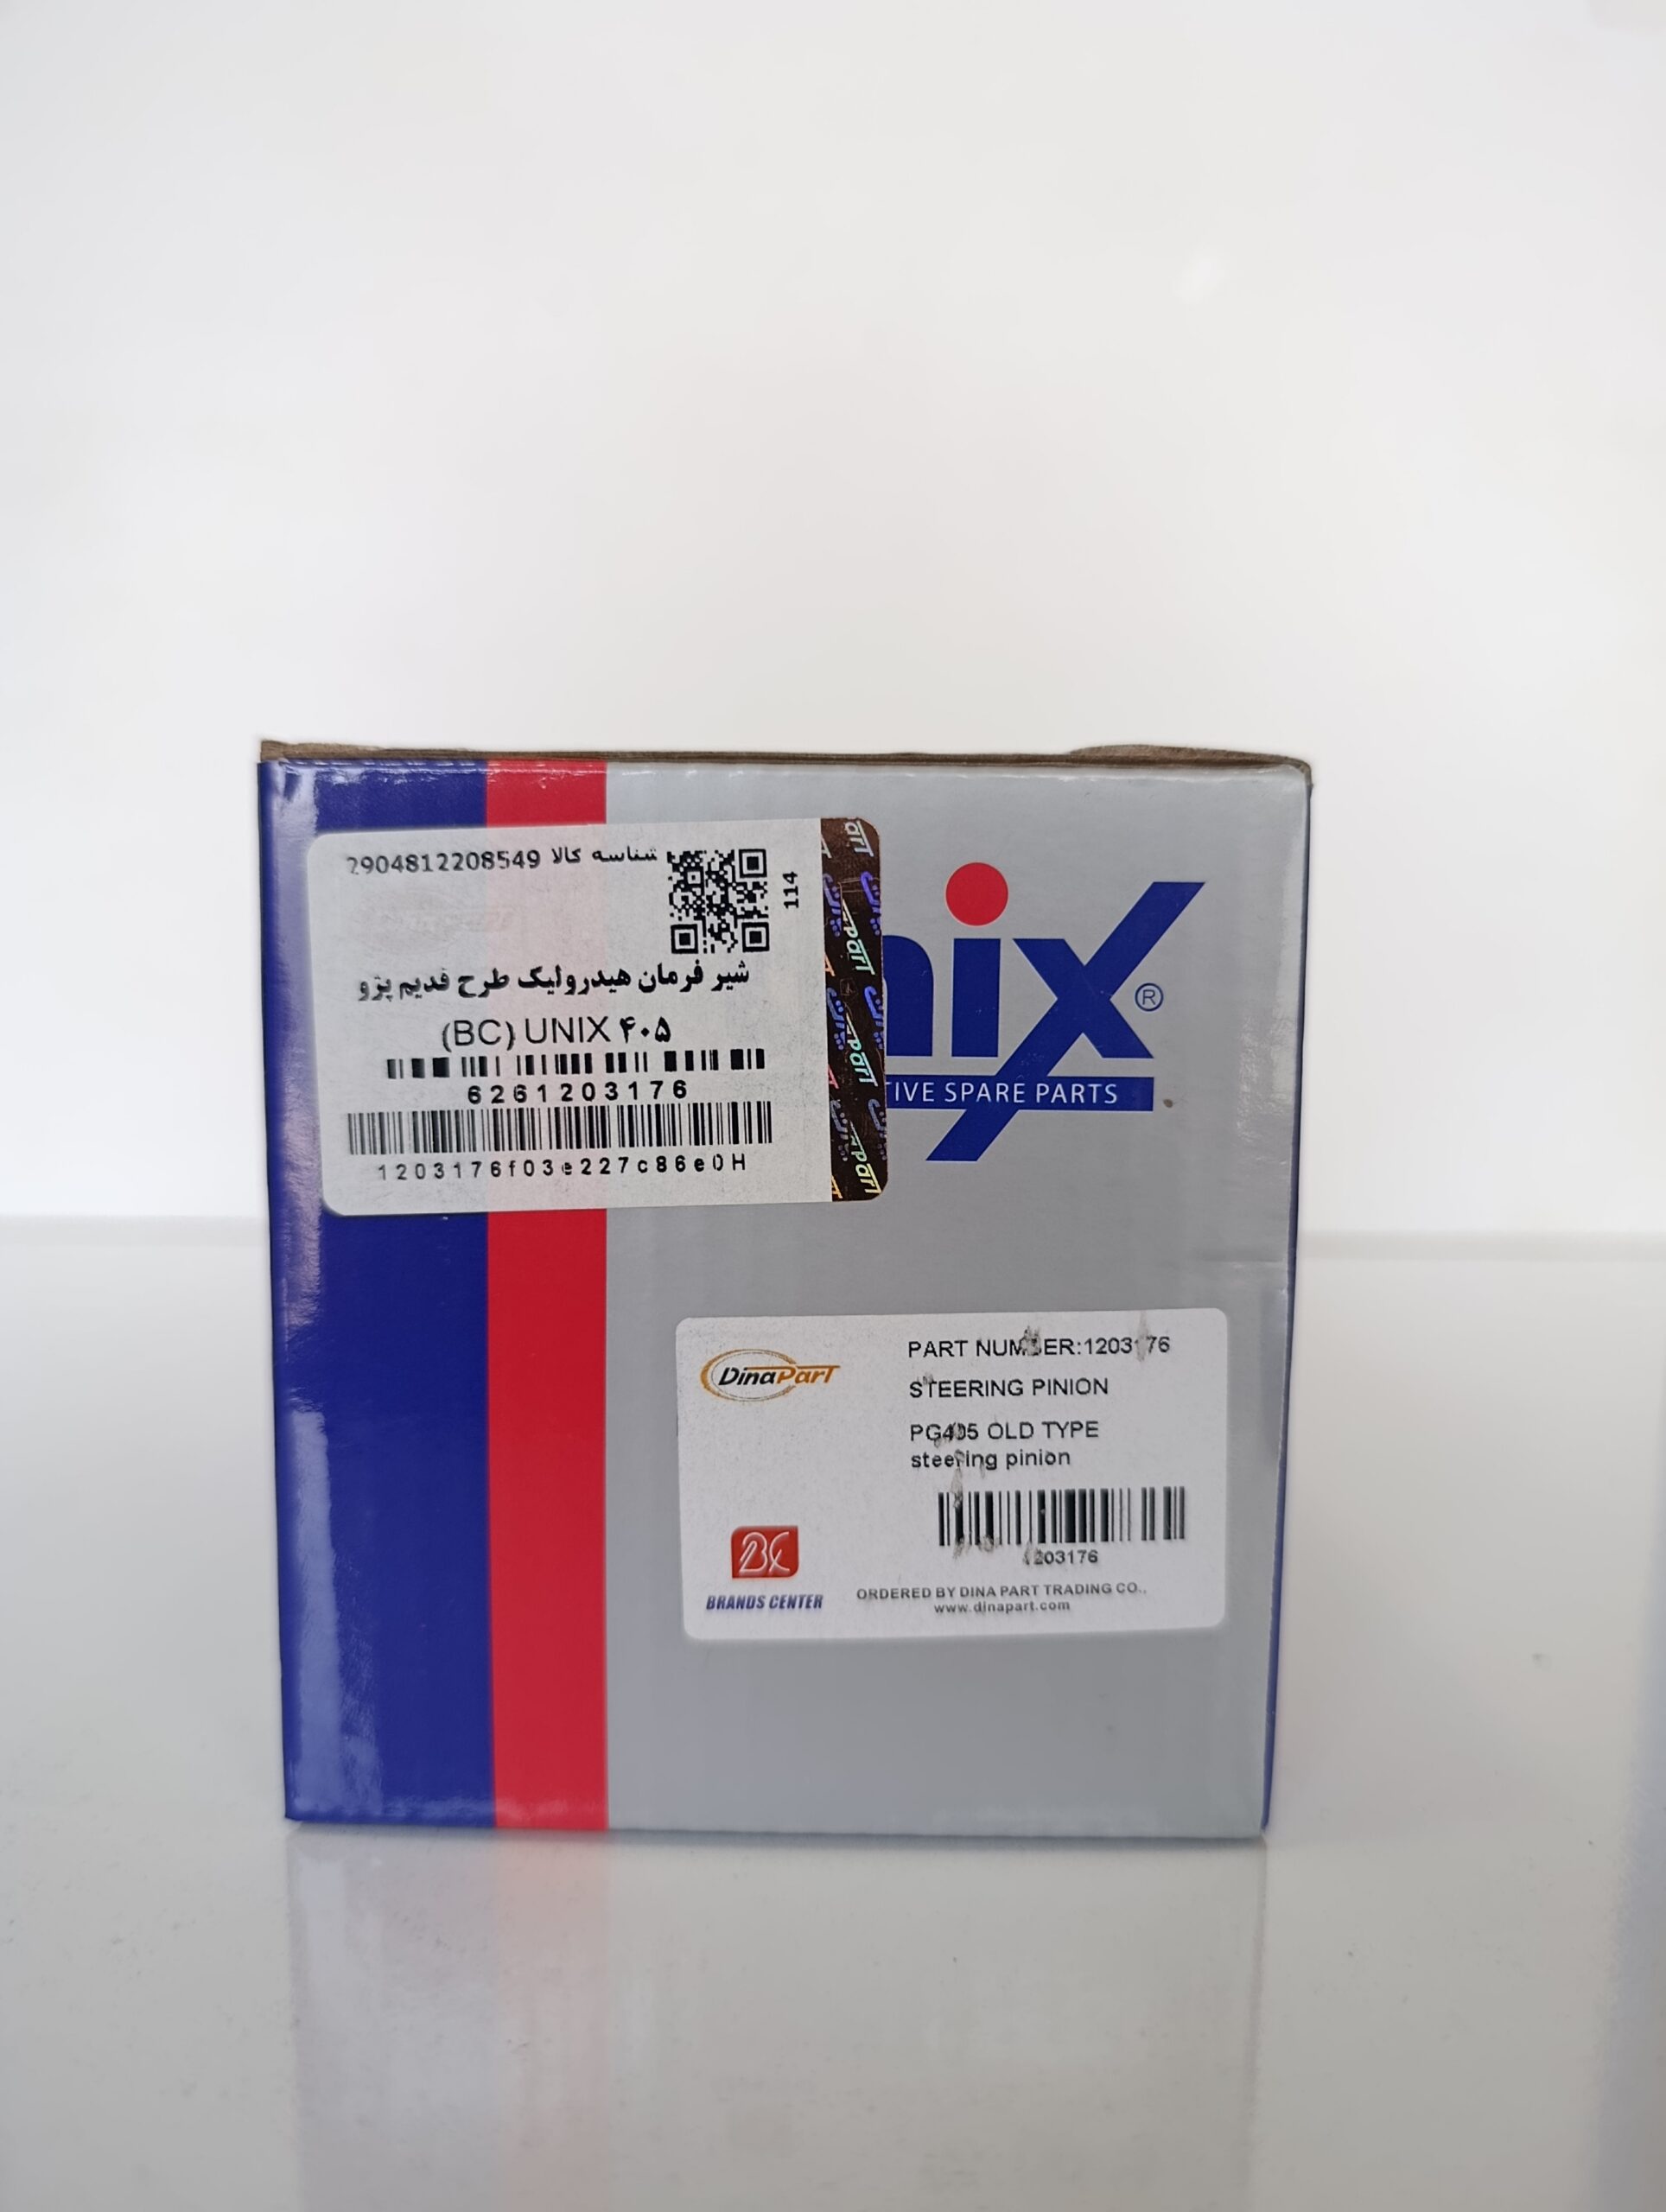 شناسه کالا 2904812208549
114
شیر فرمان هیدرولیک طرح قدیم پژو
۴۰۵ UNIX (BC)
6261203176
1203176f03e227c86e0H
nix®
TIVE SPARE PARTS
DinaPart
PART NUMBER:1203176
STEERING PINION
PG405 OLD TYPE
steering pinion
1203176
BC
BRANDS CENTER
ORDERED BY DINA PART TRADING CO.,
www.dinapart.com